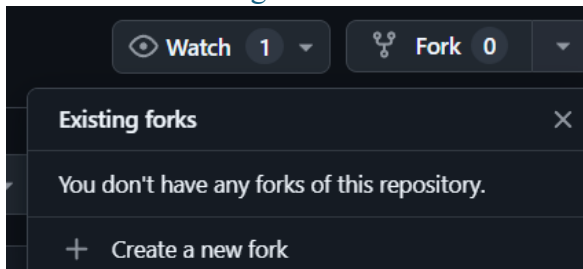 Watch 1
Fork 0
Existing forks
You don't have any forks of this repository.
Create a new fork